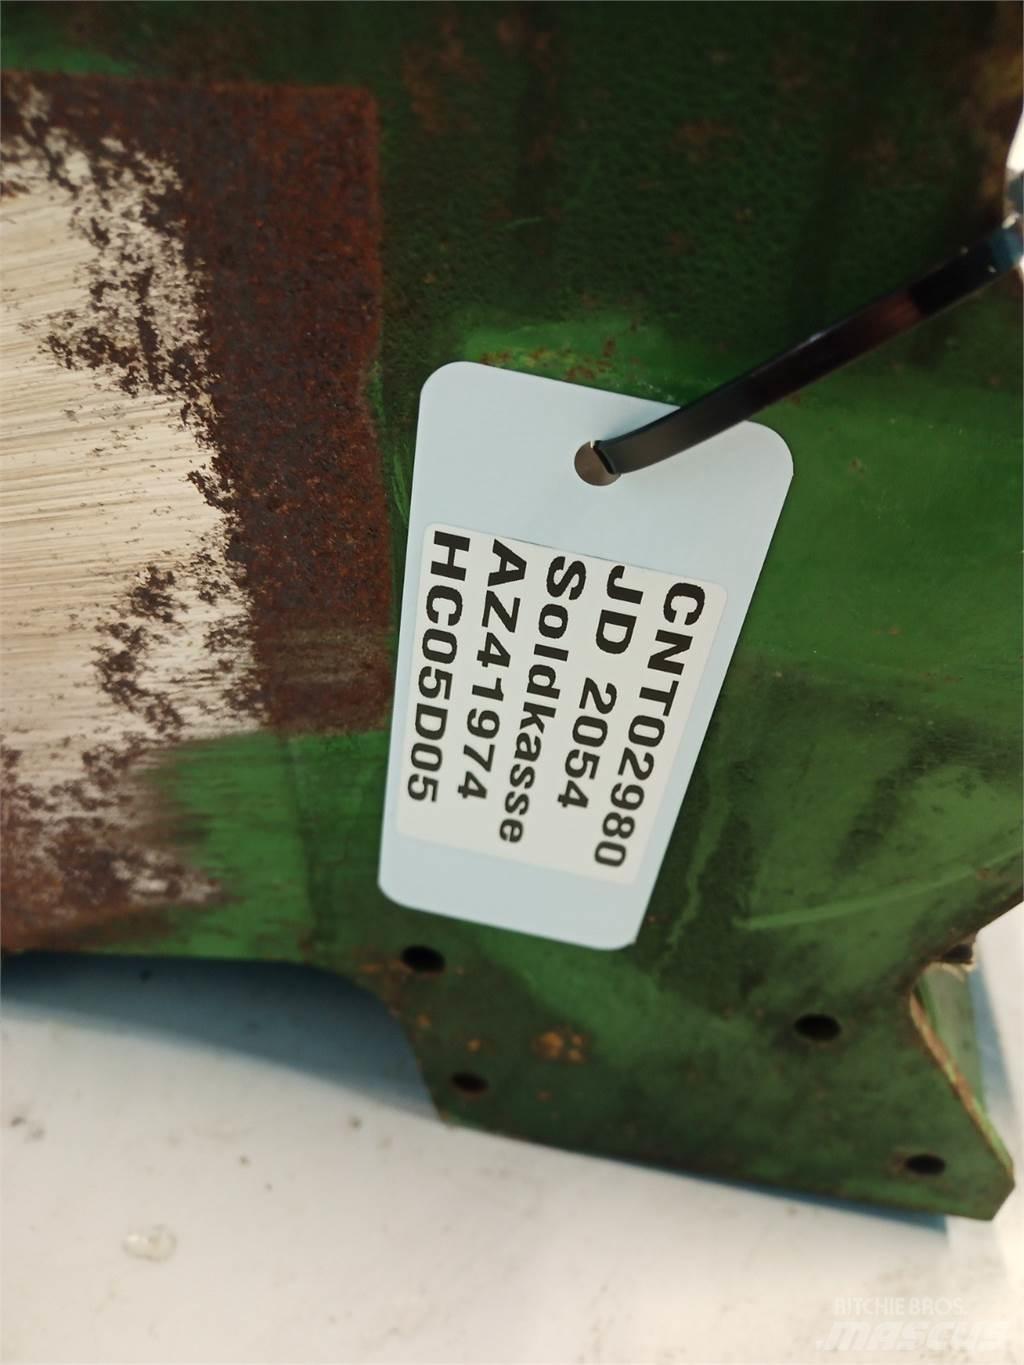 CNT02980
JD 2054
Soldkasse
AZ41974
HC05D05
RITCHIE BROS.
MASCUS